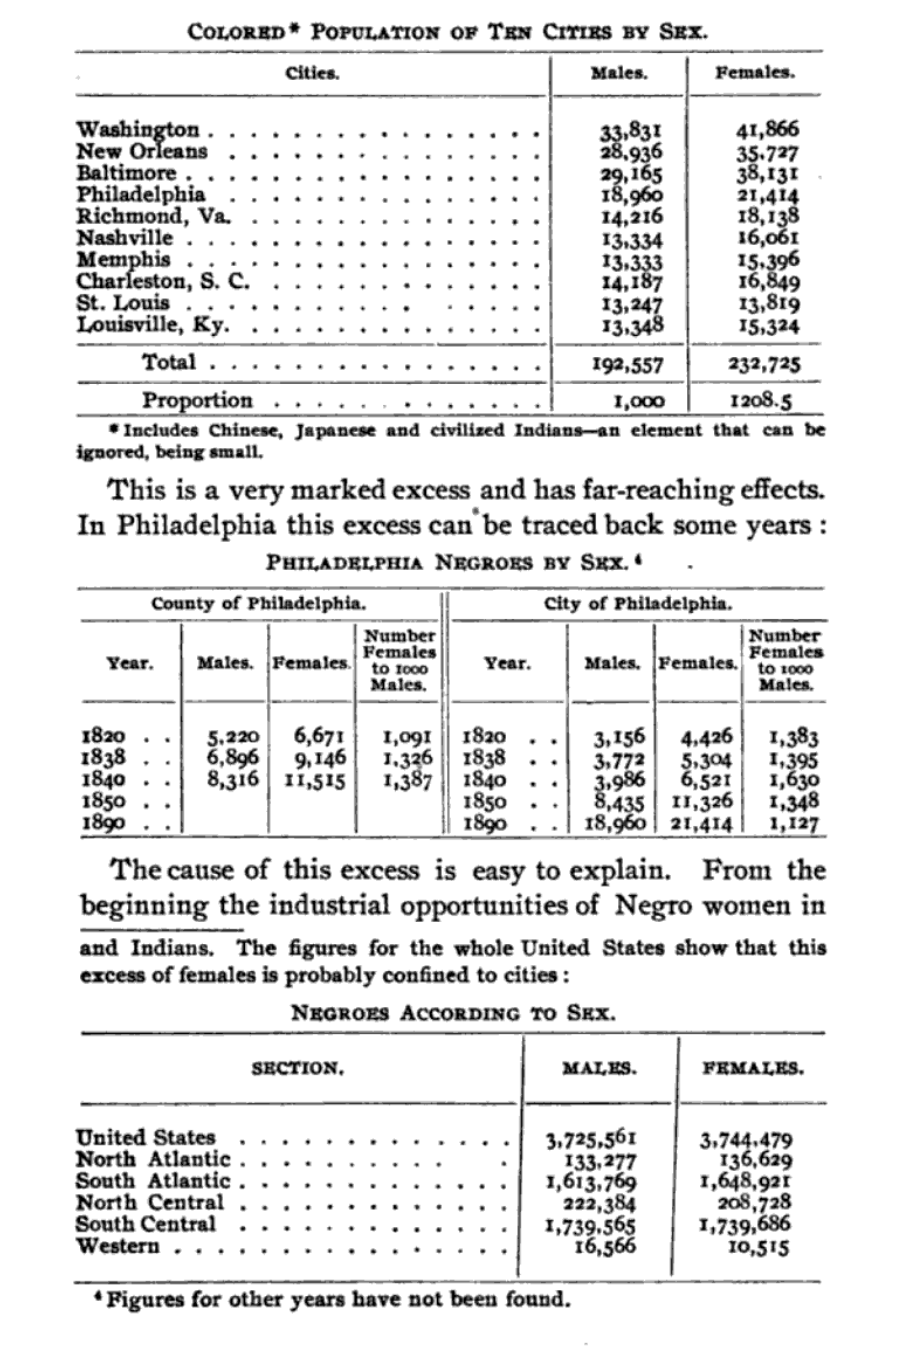 COLORED* POPULATION OF TEN CITIES BY SEX.
Cities. Males. Females.
Washington . . . . . . . . . . . . . . . . . 33,831 41,866
New Orleans . . . . . . . . . . . . . . . . 28,936 35,727
Baltimore . . . . . . . . . . . . . . . . . . 29,165 38,131
Philadelphia . . . . . . . . . . . . . . . . 18,960 21,414
Richmond, Va. . . . . . . . . . . . . . . . 14,216 18,138
Nashville . . . . . . . . . . . . . . . . . . 13,334 16,061
Memphis . . . . . . . . . . . . . . . . . . 13,333 15,396
Charleston, S. C. . . . . . . . . . . . . . . 14,187 16,849
St. Louis . . . . . . . . . . . . . . . . . . 13,247 13,819
Louisville, Ky. . . . . . . . . . . . . . . . 13,348 15,324
Total . . . . . . . . . . . . . . . . . 192,557 232,725
Proportion . . . . . . . . . . . . . 1,000 1208.5
* Includes Chinese, Japanese and civilized Indians—an element that can be
ignored, being small.
This is a very marked excess and has far-reaching effects.
In Philadelphia this excess can be traced back some years :
PHILADELPHIA NEGROES BY SEX. 4
County of Philadelphia. City of Philadelphia.
Year. Males. Females. Number Females to 1000 Males. Year. Males. Females. Number Females to 1000 Males.
1820 . . 5,220 6,671 1,091 1820 . . 3,156 4,426 1,383
1838 . . 6,896 9,146 1,326 1838 . . 3,772 5,304 1,395
1840 . . 8,316 11,515 1,387 1840 . . 3,986 6,521 1,630
1850 . . 1850 . . 8,435 11,326 1,348
1890 . . 1890 . . 18,960 21,414 1,127
The cause of this excess is easy to explain. From the
beginning the industrial opportunities of Negro women in
and Indians. The figures for the whole United States show that this
excess of females is probably confined to cities :
NEGROES ACCORDING TO SEX.
SECTION. MALES. FEMALES.
United States . . . . . . . . . . . . . . 3,725,561 3,744,479
North Atlantic . . . . . . . . . . . . 133,277 136,629
South Atlantic . . . . . . . . . . . . . . 1,613,769 1,648,921
North Central . . . . . . . . . . . . . . 222,384 208,728
South Central . . . . . . . . . . . . . . 1,739,565 1,739,686
Western . . . . . . . . . . . . . . . . . 16,566 10,515
4 Figures for other years have not been found.